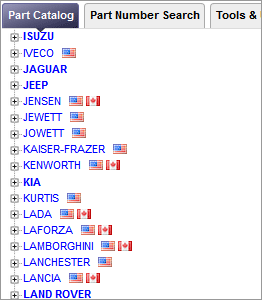 Part Catalog Part Number Search Tools &
ISUZU
IVECO
JAGUAR
JEEP
JENSEN
JEWETT
JOWETT
KAISER-FRAZER
KENWORTH
KIA
KURTIS
LADA
LAFORZA
LAMBORGHINI
LANCHESTER
LANCIA
LAND ROVER